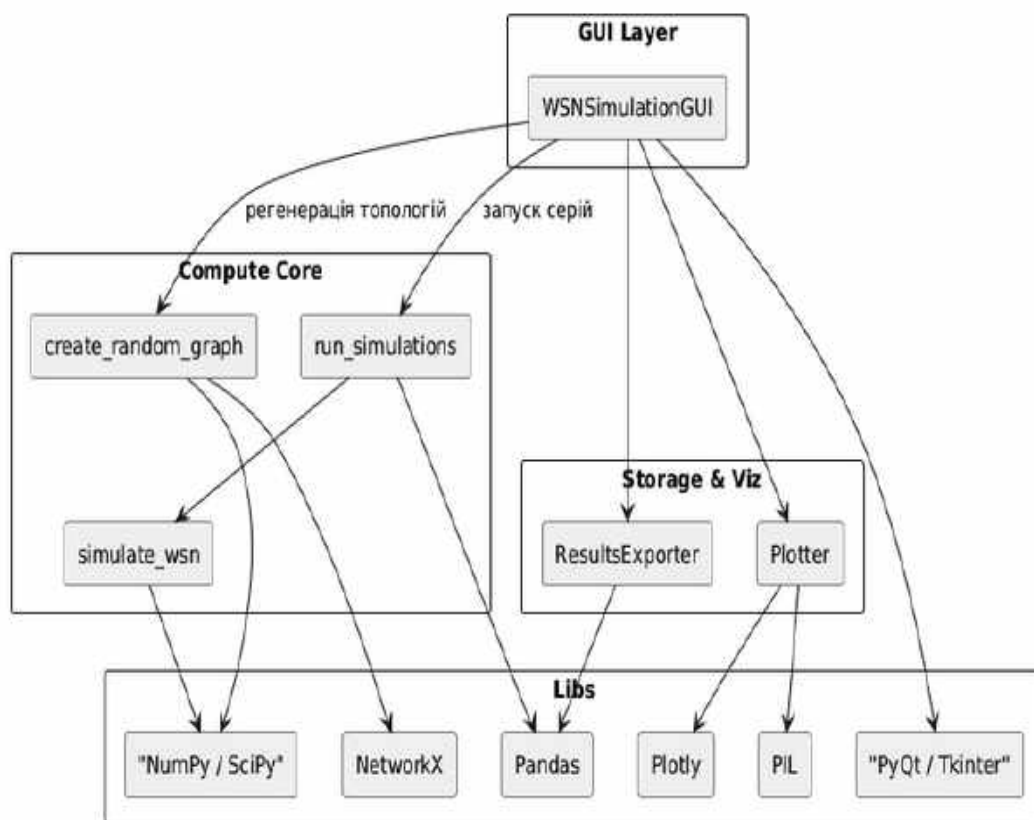 GUI Layer
WSNSimulationGUI
регенерація топологій
запуск серій
Compute Core
create_random_graph
run_simulations
Storage & Viz
simulate_wsn
ResultsExporter
Plotter
Libs
"NumPy / SciPy"
NetworkX
Pandas
Plotly
PIL
"PyQt / Tkinter"